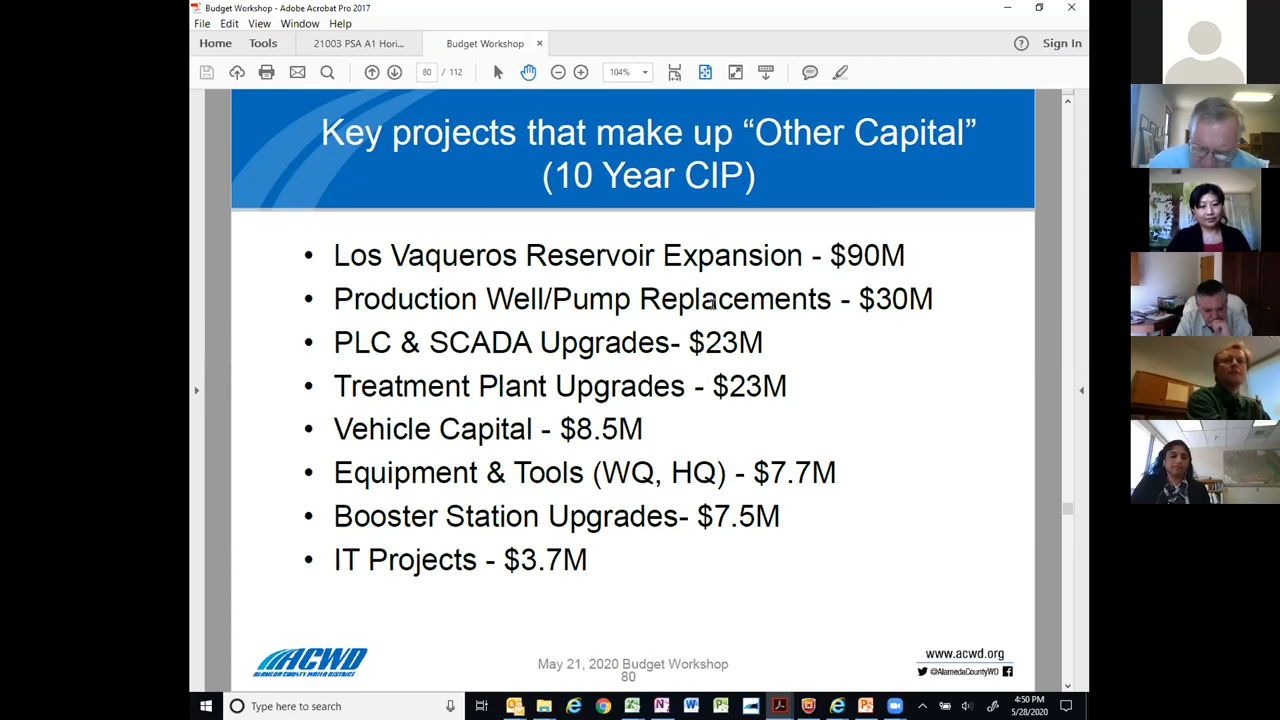 Budget Workshop - Adobe Acrobat Pro 2017
File Edit View Window Help
Home Tools 21003 PSA A1 Hori... Budget Workshop × Sign In
80 / 112 104%
Key projects that make up “Other Capital”
(10 Year CIP)
• Los Vaqueros Reservoir Expansion - $90M
• Production Well/Pump Replacements - $30M
• PLC & SCADA Upgrades- $23M
• Treatment Plant Upgrades - $23M
• Vehicle Capital - $8.5M
• Equipment & Tools (WQ, HQ) - $7.7M
• Booster Station Upgrades- $7.5M
• IT Projects - $3.7M
ACWD
ALAMEDA COUNTY WATER DISTRICT
May 21, 2020 Budget Workshop
80
www.acwd.org
@AlamedaCountyWD
Type here to search
4:50 PM
5/28/2020